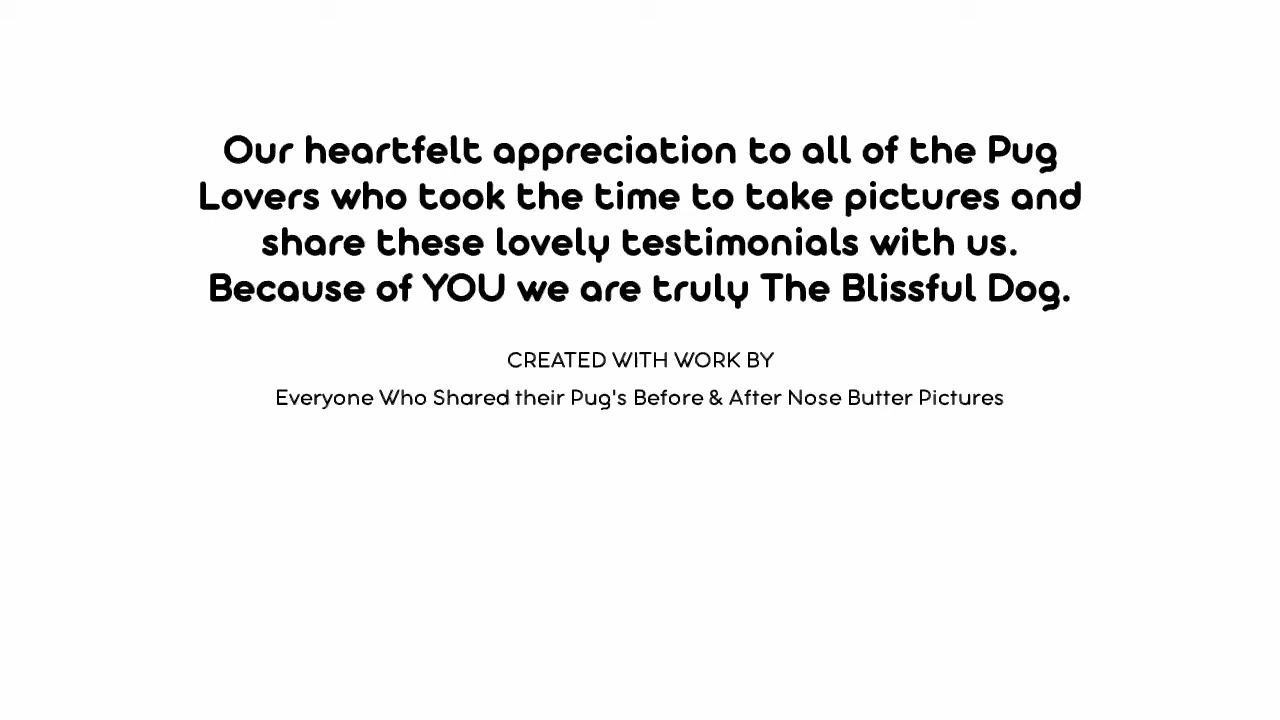 Our heartfelt appreciation to all of the Pug
Lovers who took the time to take pictures and
share these lovely testimonials with us.
Because of YOU we are truly The Blissful Dog.
CREATED WITH WORK BY
Everyone Who Shared their Pug's Before & After Nose Butter Pictures